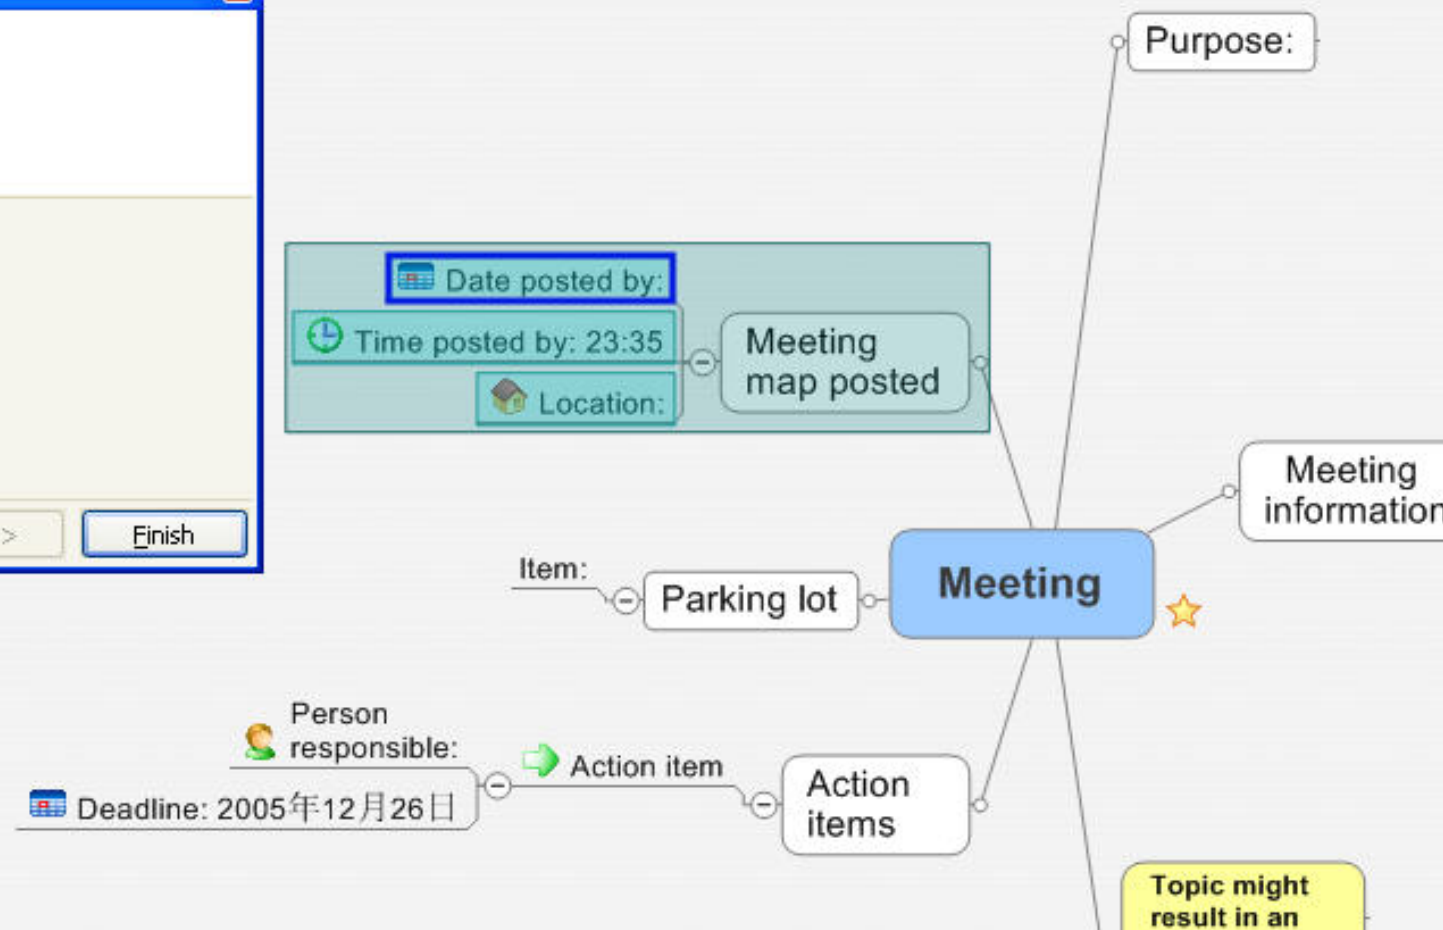 Purpose:
Date posted by:
Time posted by: 23:35
Location:
Meeting
map posted
Meeting
information
>
Finish
Item:
Parking lot
Meeting
Person
responsible:
Action item
Deadline: 2005年12月26日
Action
items
Topic might
result in an